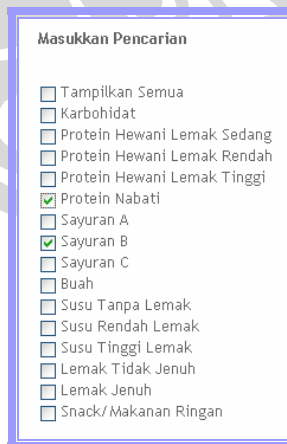 Masukkan Pencarian
Tampilkan Semua
Karbohidat
Protein Hewani Lemak Sedang
Protein Hewani Lemak Rendah
Protein Hewani Lemak Tinggi
Protein Nabati
Sayuran A
Sayuran B
Sayuran C
Buah
Susu Tanpa Lemak
Susu Rendah Lemak
Susu Tinggi Lemak
Lemak Tidak Jenuh
Lemak Jenuh
Snack/Makanan Ringan